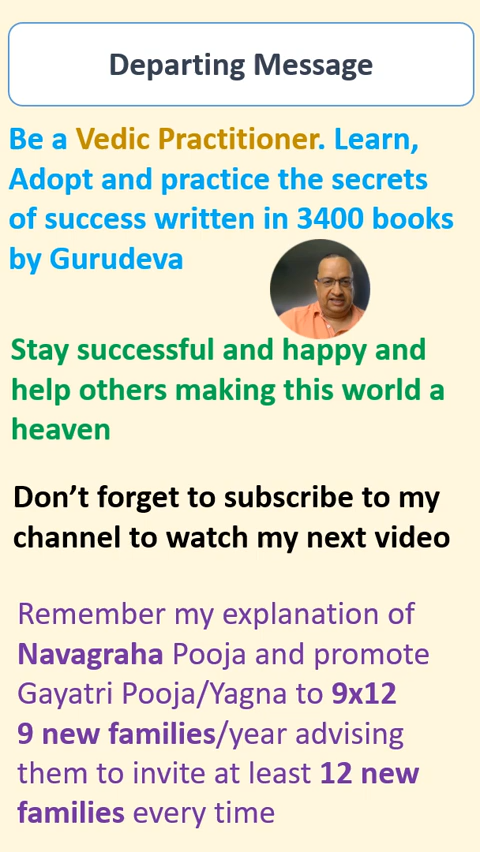 Departing Message
Be a Vedic Practitioner. Learn,
Adopt and practice the secrets
of success written in 3400 books
by Gurudeva
Stay successful and happy and
help others making this world a
heaven
Don’t forget to subscribe to my
channel to watch my next video
Remember my explanation of
Navagraha Pooja and promote
Gayatri Pooja/Yagna to 9x12
9 new families/year advising
them to invite at least 12 new
families every time